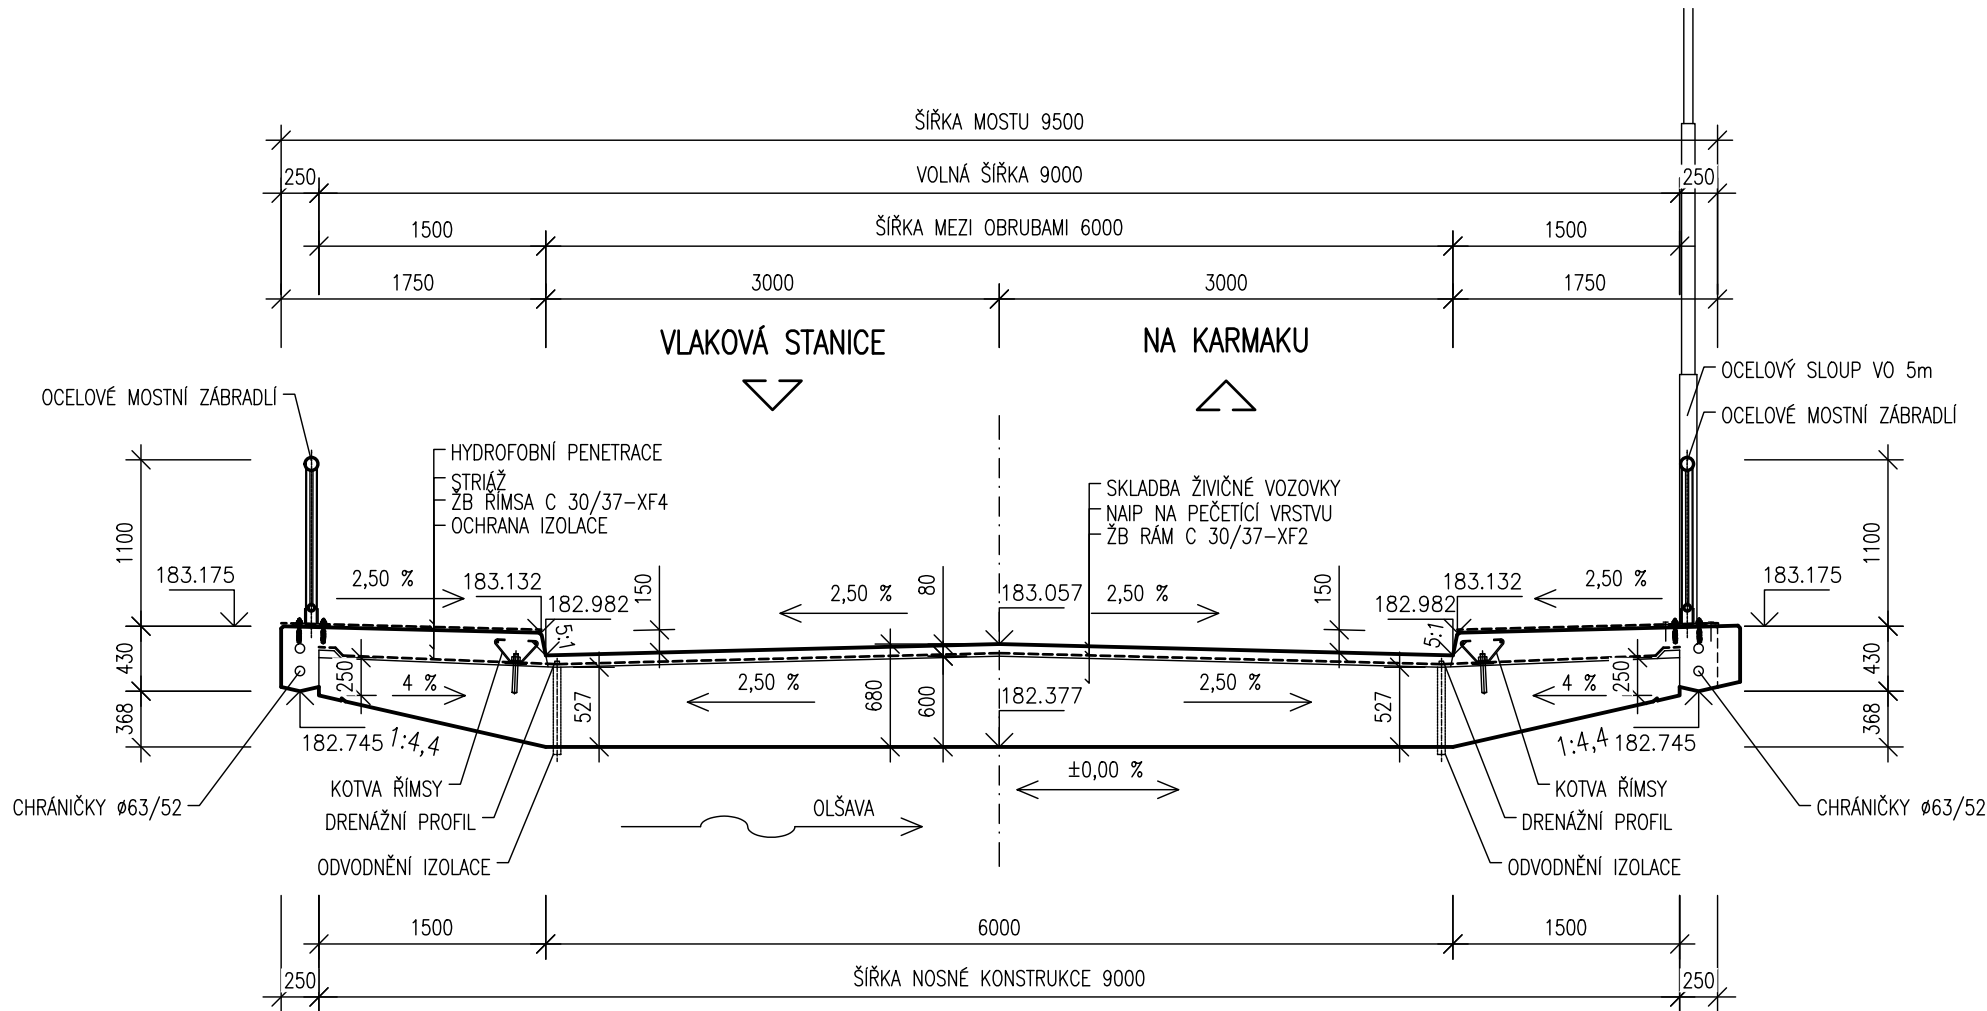 ŠÍŘKA MOSTU 9500
250
VOLNÁ ŠÍŘKA 9000
250
1500
ŠÍŘKA MEZI OBRUBAMI 6000
1500
1750
3000
3000
1750
VLAKOVÁ STANICE
NA KARMAKU
OCELOVÉ MOSTNÍ ZÁBRADLÍ
OCELOVÝ SLOUP VO 5m
OCELOVÉ MOSTNÍ ZÁBRADLÍ
HYDROFOBNÍ PENETRACE
STRIÁŽ
ŽB ŘÍMSA C 30/37-XF4
OCHRANA IZOLACE
SKLADBA ŽIVIČNÉ VOZOVKY
NAIP NA PEČETÍCÍ VRSTVU
ŽB RÁM C 30/37-XF2
1100
1100
183.175
2,50 %
183.132
182.982
150
2,50 %
80
183.057
2,50 %
150
182.982
183.132
2,50 %
183.175
5:1
5:1
430
368
250
4 %
527
2,50 %
680
600
182.377
2,50 %
527
4 %
250
430
368
182.745
1:4,4
1:4,4
182.745
±0,00 %
KOTVA ŘÍMSY
CHRÁNIČKY ø63/52
DRENÁŽNÍ PROFIL
ODVODNĚNÍ IZOLACE
OLŠAVA
KOTVA ŘÍMSY
CHRÁNIČKY ø63/52
DRENÁŽNÍ PROFIL
ODVODNĚNÍ IZOLACE
1500
6000
1500
250
ŠÍŘKA NOSNÉ KONSTRUKCE 9000
250